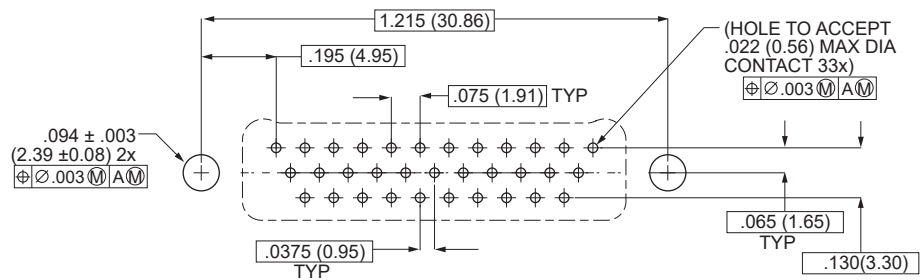 1.215 (30.86)
(HOLE TO ACCEPT
.022 (0.56) MAX DIA
CONTACT 33x)
⌖ ∅.003 Ⓜ A Ⓜ
.195 (4.95)
.075 (1.91) TYP
.094 ± .003
(2.39 ±0.08) 2x
⌖ ∅.003 Ⓜ A Ⓜ
.065 (1.65)
TYP
.0375 (0.95)
TYP
.130(3.30)